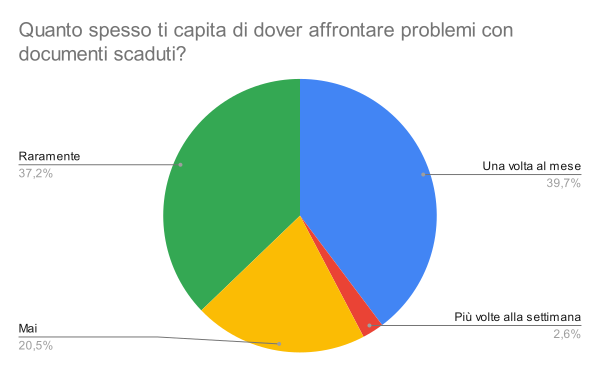 Quanto spesso ti capita di dover affrontare problemi con
documenti scaduti?
Raramente
37,2%
Una volta al mese
39,7%
Più volte alla settimana
2,6%
Mai
20,5%